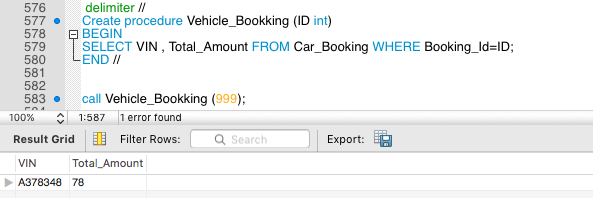 576 delimiter //
577 Create procedure Vehicle_Bookking (ID int)
578 BEGIN
579 SELECT VIN , Total_Amount FROM Car_Booking WHERE Booking_Id=ID;
580 END //
581
582
583 call Vehicle_Bookking (999);
100% 1:587 1 error found
Result Grid Filter Rows: Search Export:
VIN Total_Amount
A378348 78